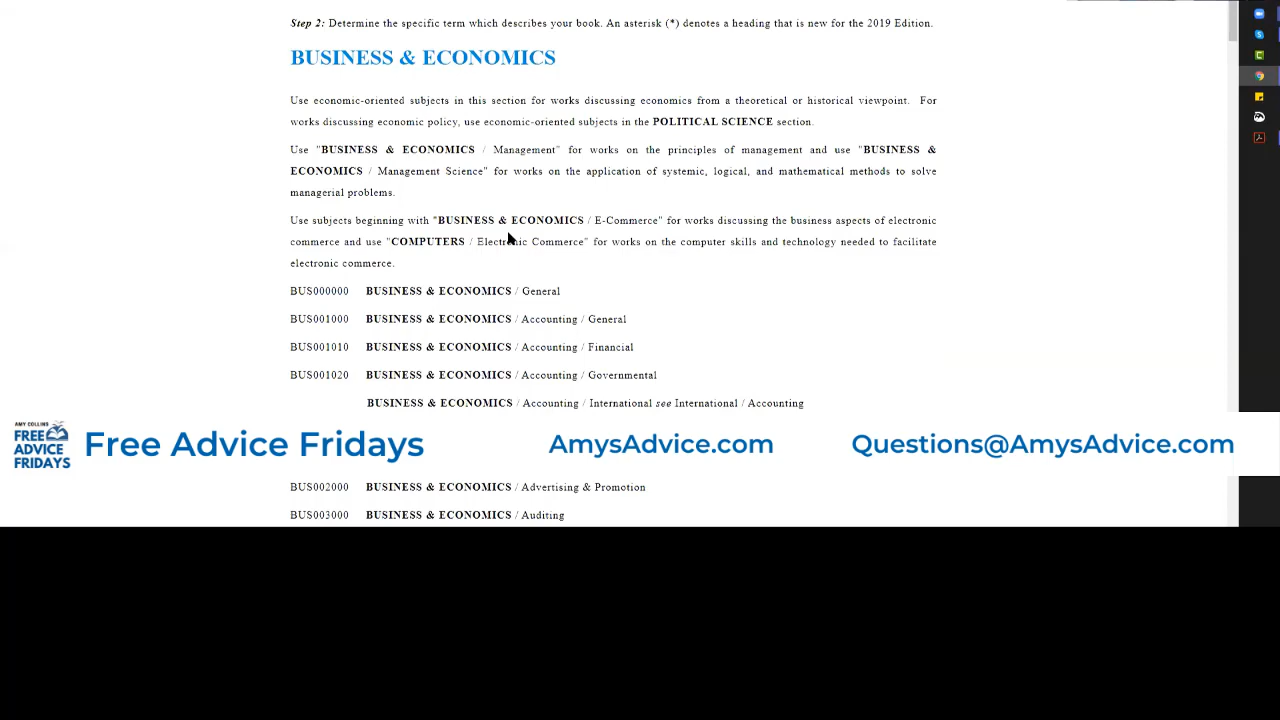 Step 2: Determine the specific term which describes your book. An asterisk (*) denotes a heading that is new for the 2019 Edition.
BUSINESS & ECONOMICS
Use economic-oriented subjects in this section for works discussing economics from a theoretical or historical viewpoint. For
works discussing economic policy, use economic-oriented subjects in the POLITICAL SCIENCE section.
Use "BUSINESS & ECONOMICS / Management" for works on the principles of management and use "BUSINESS &
ECONOMICS / Management Science" for works on the application of systemic, logical, and mathematical methods to solve
managerial problems.
Use subjects beginning with "BUSINESS & ECONOMICS / E-Commerce" for works discussing the business aspects of electronic
commerce and use "COMPUTERS / Electronic Commerce" for works on the computer skills and technology needed to facilitate
electronic commerce.
BUS000000 BUSINESS & ECONOMICS / General
BUS001000 BUSINESS & ECONOMICS / Accounting / General
BUS001010 BUSINESS & ECONOMICS / Accounting / Financial
BUS001020 BUSINESS & ECONOMICS / Accounting / Governmental
BUSINESS & ECONOMICS / Accounting / International see International / Accounting
AMY COLLINS
FREE
ADVICE
FRIDAYS
Free Advice Fridays
AmysAdvice.com
Questions@AmysAdvice.com
BUS002000 BUSINESS & ECONOMICS / Advertising & Promotion
BUS003000 BUSINESS & ECONOMICS / Auditing